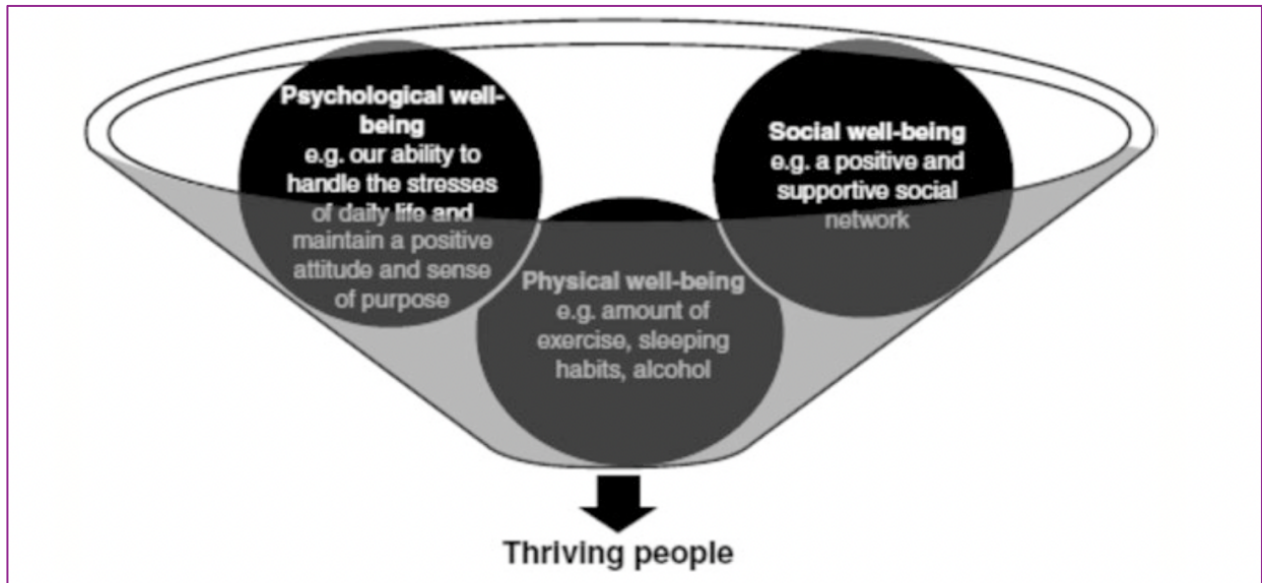 Psychological well-
being
e.g. our ability to
handle the stresses
of daily life and
maintain a positive
attitude and sense
of purpose
Social well-being
e.g. a positive and
supportive social
network
Physical well-being
e.g. amount of
exercise, sleeping
habits, alcohol
Thriving people